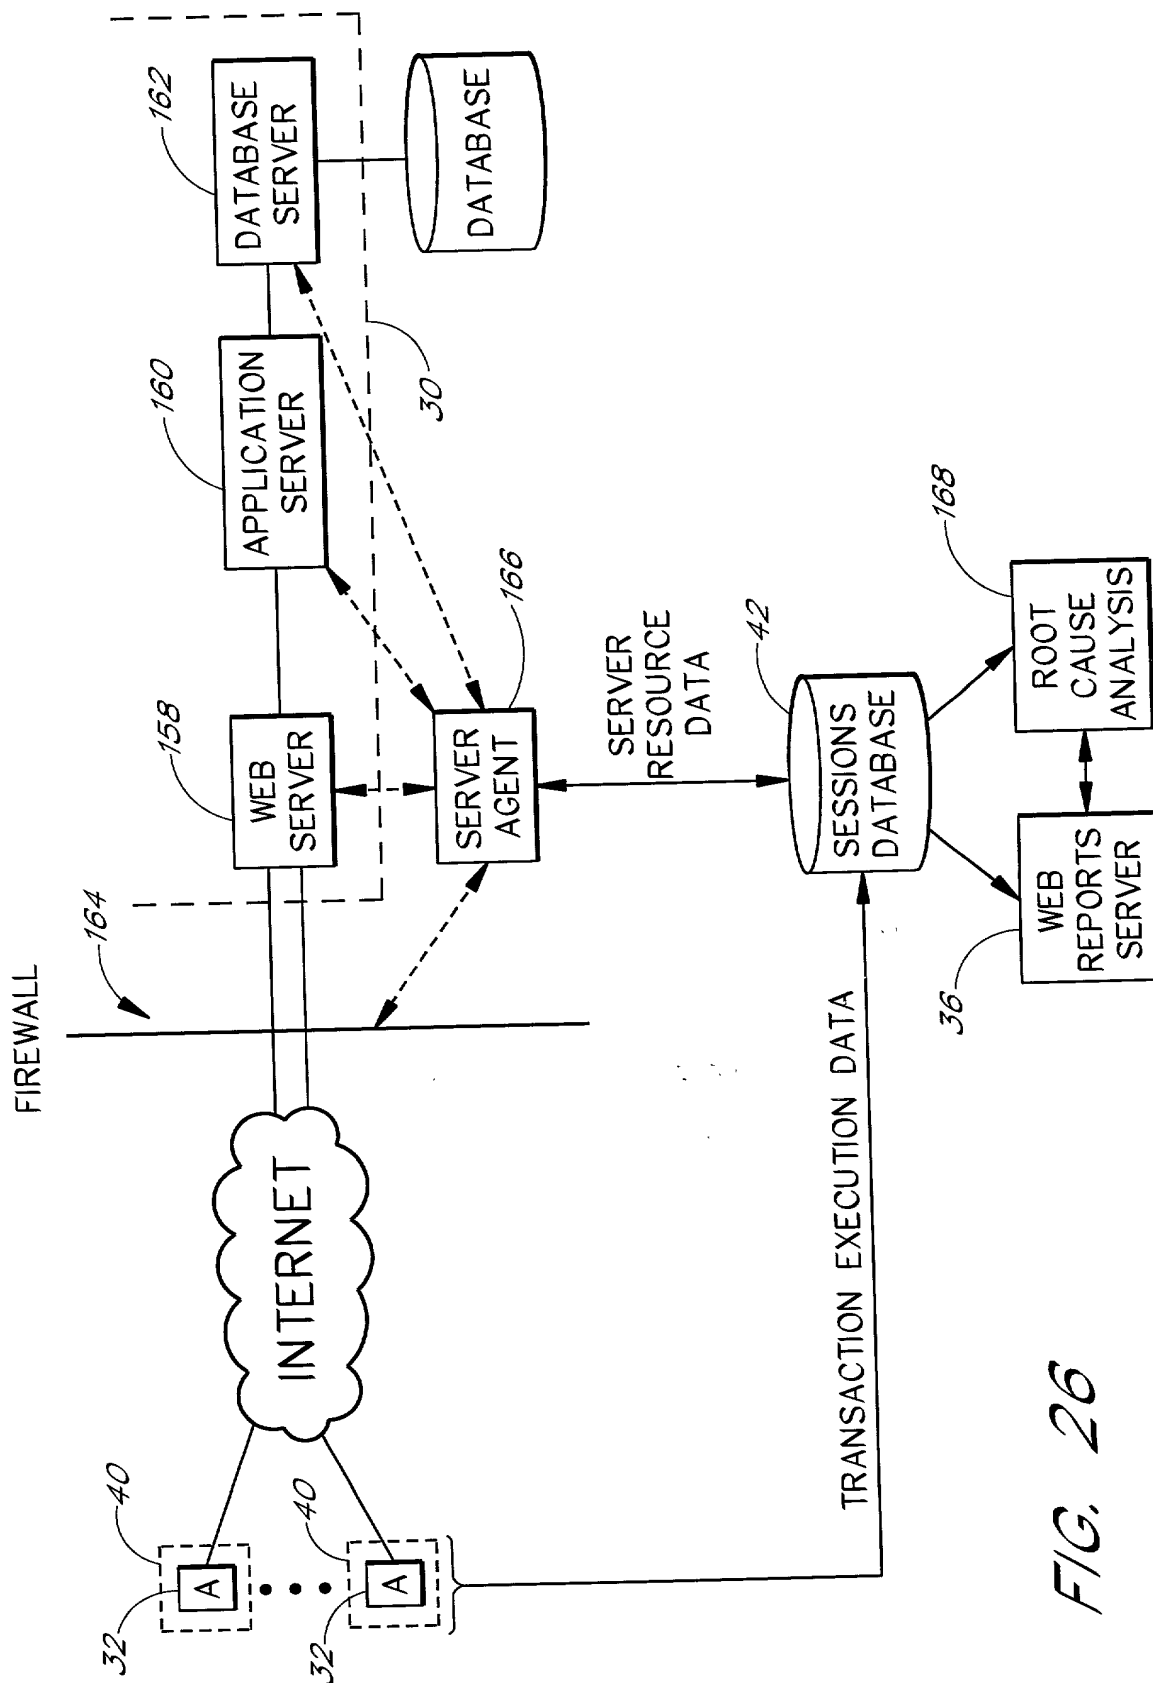 FIREWALL
164
32
40
A
32
40
A
INTERNET
158
WEB
SERVER
160
APPLICATION
SERVER
162
DATABASE
SERVER
DATABASE
30
166
SERVER
AGENT
SERVER
RESOURCE
DATA
TRANSACTION EXECUTION DATA
42
SESSIONS
DATABASE
36
WEB
REPORTS
SERVER
168
ROOT
CAUSE
ANALYSIS
FIG. 26